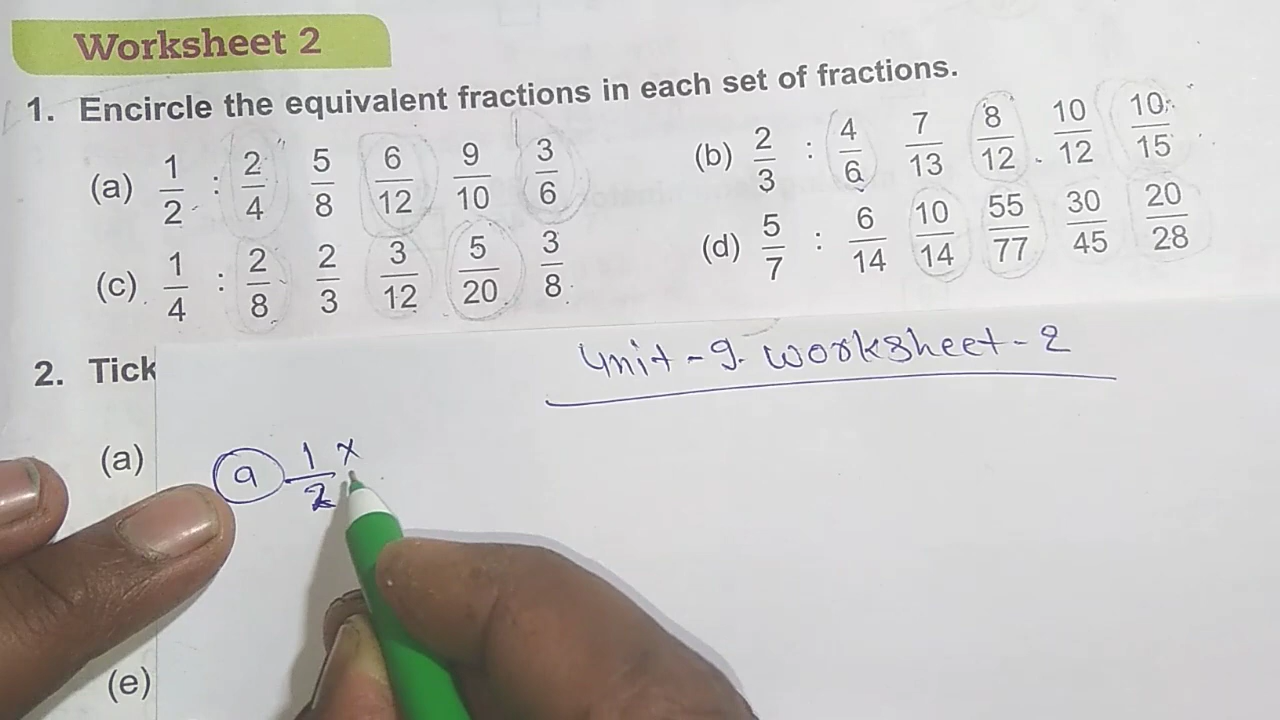 Worksheet 2
1. Encircle the equivalent fractions in each set of fractions.
(a) 1/2 : 2/4 5/8 6/12 9/10 3/6
(b) 2/3 : 4/6 7/13 8/12 10/12 10/15
(c) 1/4 : 2/8 2/3 3/12 5/20 3/8
(d) 5/7 : 6/14 10/14 55/77 30/45 20/28
2. Tick
Unit-9. worksheet-2
(a)
a 1/2 ×
(e)